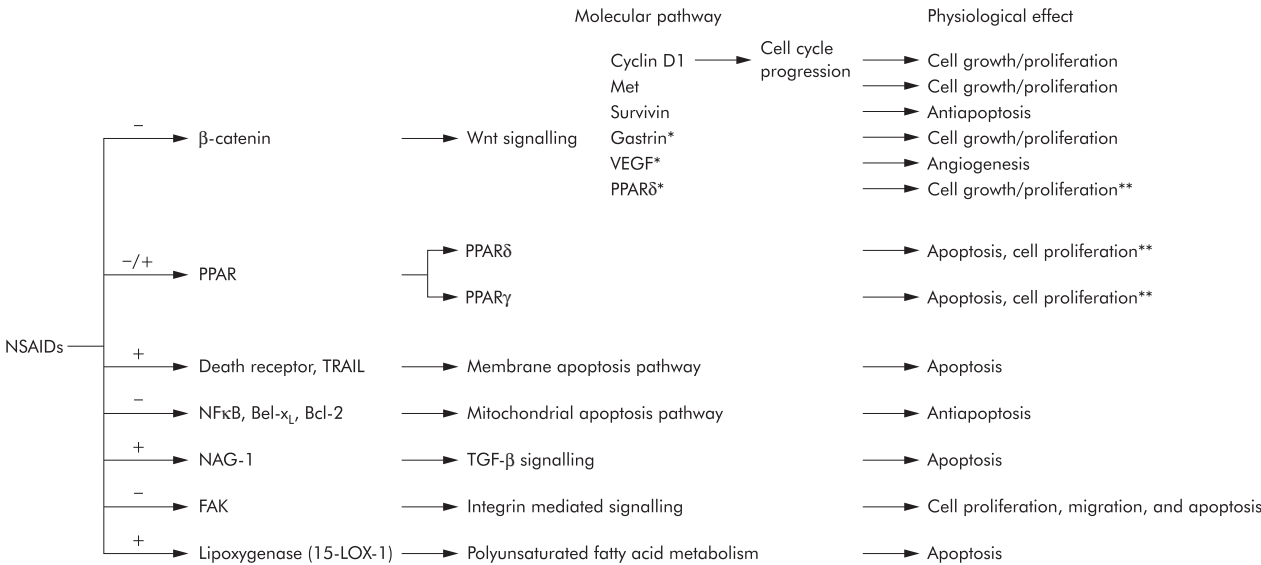 Molecular pathway Physiological effect
Cyclin D1 Cell cycle progression Cell growth/proliferation
Met Cell growth/proliferation
Survivin Antiapoptosis
− β-catenin Wnt signalling Gastrin* Cell growth/proliferation
VEGF* Angiogenesis
PPARδ* Cell growth/proliferation**
PPARδ Apoptosis, cell proliferation**
−/+ PPAR
PPARγ Apoptosis, cell proliferation**
NSAIDs
+ Death receptor, TRAIL Membrane apoptosis pathway Apoptosis
− NFκB, Bel-xL, Bcl-2 Mitochondrial apoptosis pathway Antiapoptosis
+ NAG-1 TGF-β signalling Apoptosis
− FAK Integrin mediated signalling Cell proliferation, migration, and apoptosis
+ Lipoxygenase (15-LOX-1) Polyunsaturated fatty acid metabolism Apoptosis